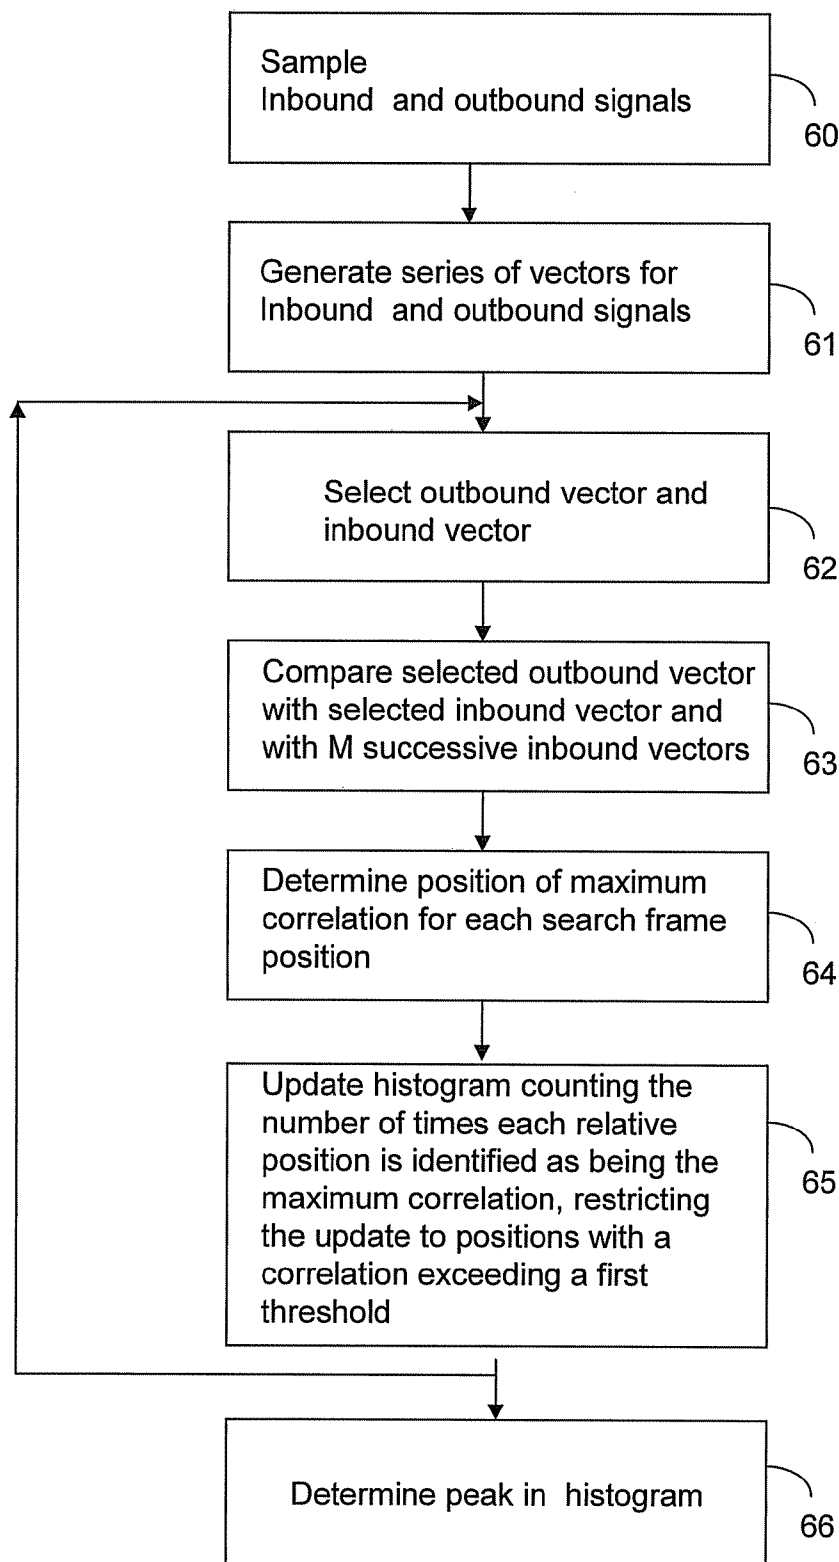 Sample
Inbound and outbound signals
60
Generate series of vectors for
Inbound and outbound signals
61
Select outbound vector and
inbound vector
62
Compare selected outbound vector
with selected inbound vector and
with M successive inbound vectors
63
Determine position of maximum
correlation for each search frame
position
64
Update histogram counting the
number of times each relative
position is identified as being the
maximum correlation, restricting
the update to positions with a
correlation exceeding a first
threshold
65
Determine peak in histogram
66